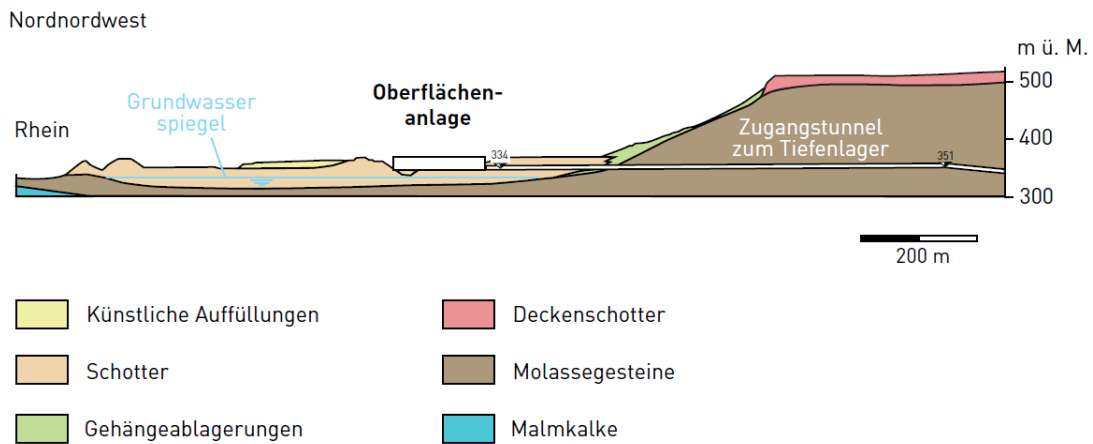 Nordnordwest
m ü. M.
500
Oberflächen-
anlage
Grundwasser
spiegel
Rhein
Zugangstunnel
zum Tiefenlager
400
334
351
300
200 m
Künstliche Auffüllungen
Deckenschotter
Schotter
Molassegesteine
Gehängeablagerungen
Malmkalke